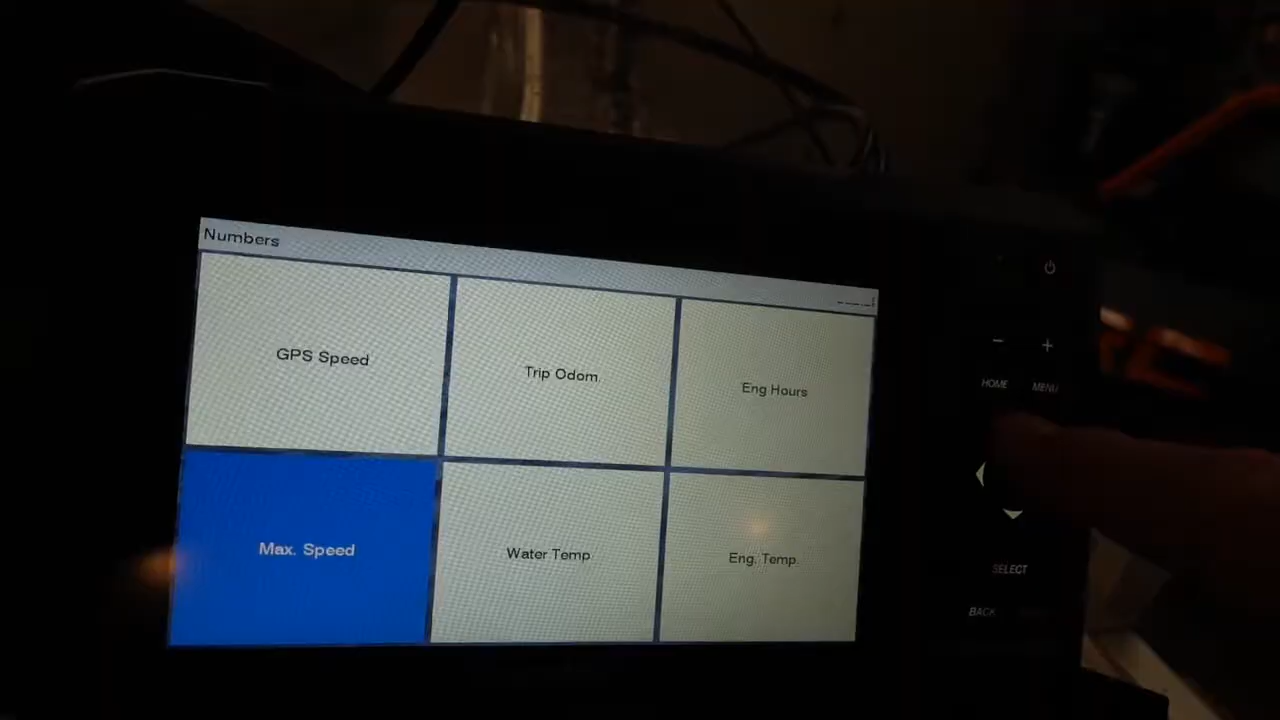 Numbers
GPS Speed
Trip Odom.
Eng Hours
Max. Speed
Water Temp
Eng. Temp.
HOME
MENU
SELECT
BACK